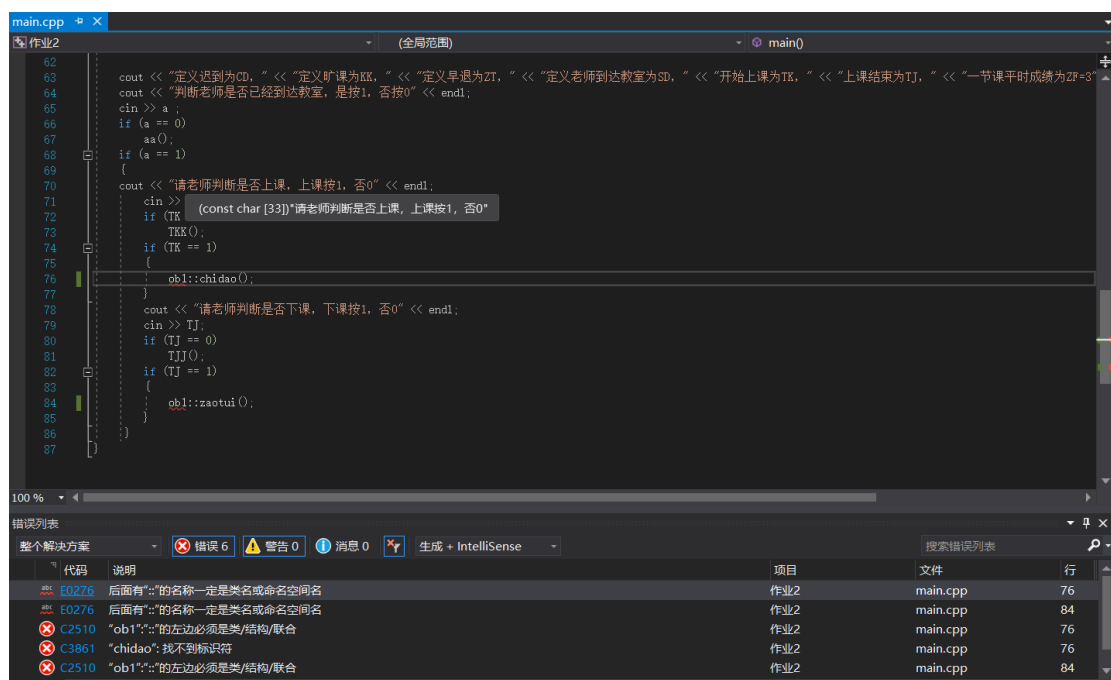 main.cpp
作业2 (全局范围) main()
62
63 cout << "定义迟到为CD, " << "定义旷课为KK, " << "定义早退为ZT, " << "定义老师到达教室为SD, " << "开始上课为TK, " << "上课结束为TJ, " << "一节课平时成绩为ZF=3"
64 cout << "判断老师是否已经到达教室, 是按1, 否按0" << endl;
65 cin >> a ;
66 if (a == 0)
67 aa();
68 if (a == 1)
69 {
70 cout << "请老师判断是否上课, 上课按1, 否0" << endl;
71 cin >>
(const char [33])"请老师判断是否上课, 上课按1, 否0"
72 if (TK
73 TKK();
74 if (TK == 1)
75 {
76 ob1::chidao();
77 }
78 cout << "请老师判断是否下课, 下课按1, 否0" << endl;
79 cin >> TJ;
80 if (TJ == 0)
81 TJJ();
82 if (TJ == 1)
83 {
84 ob1::zaotui();
85 }
86 }
87 }
100 %
错误列表
整个解决方案 错误 6 警告 0 消息 0 生成 + IntelliSense 搜索错误列表
代码 说明 项目 文件 行
abc E0276 后面有“::”的名称一定是类名或命名空间名 作业2 main.cpp 76
abc E0276 后面有“::”的名称一定是类名或命名空间名 作业2 main.cpp 84
C2510 “ob1”:“::”的左边必须是类/结构/联合 作业2 main.cpp 76
C3861 “chidao”: 找不到标识符 作业2 main.cpp 76
C2510 “ob1”:“::”的左边必须是类/结构/联合 作业2 main.cpp 84